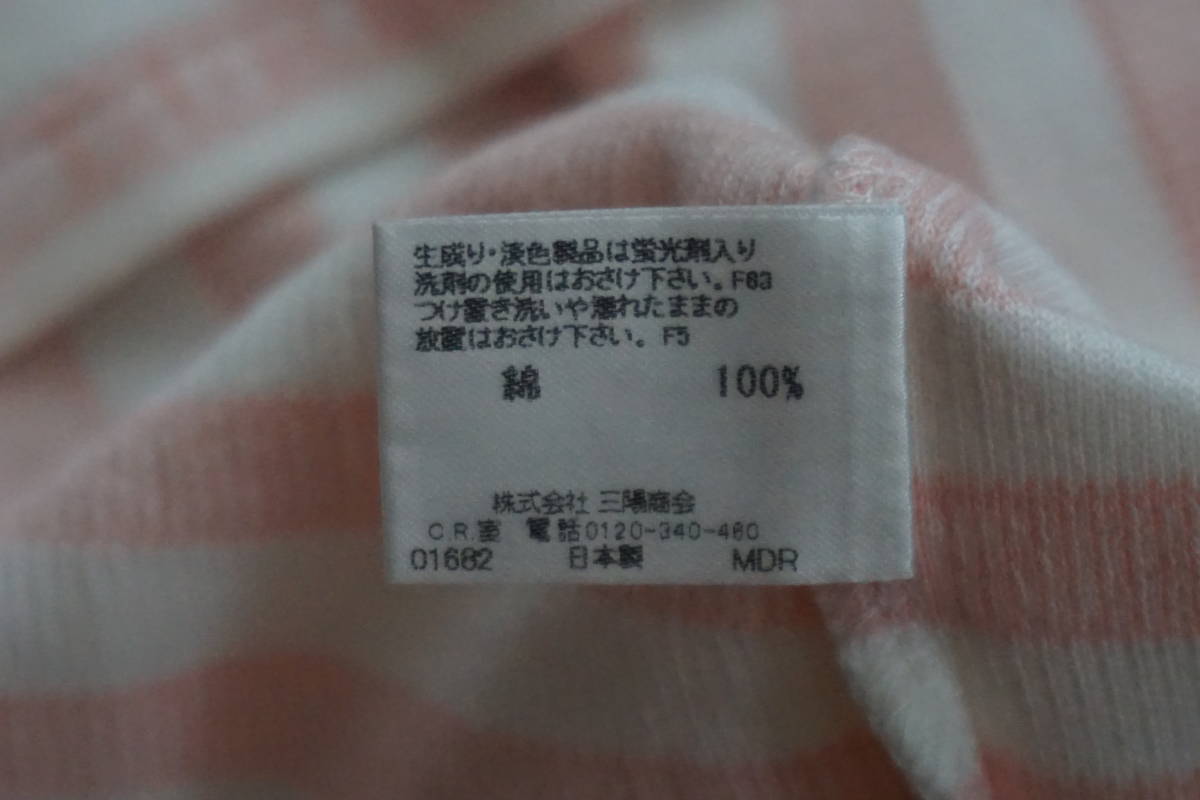 生成り・淡色製品は蛍光剤入り
洗剤の使用はおさけ下さい。F63
つけ置き洗いや濡れたままの
放置はおさけ下さい。F5
綿 100%
株式会社 三陽商会
C.R.室 電話0120-340-460
01682 日本製 MDR